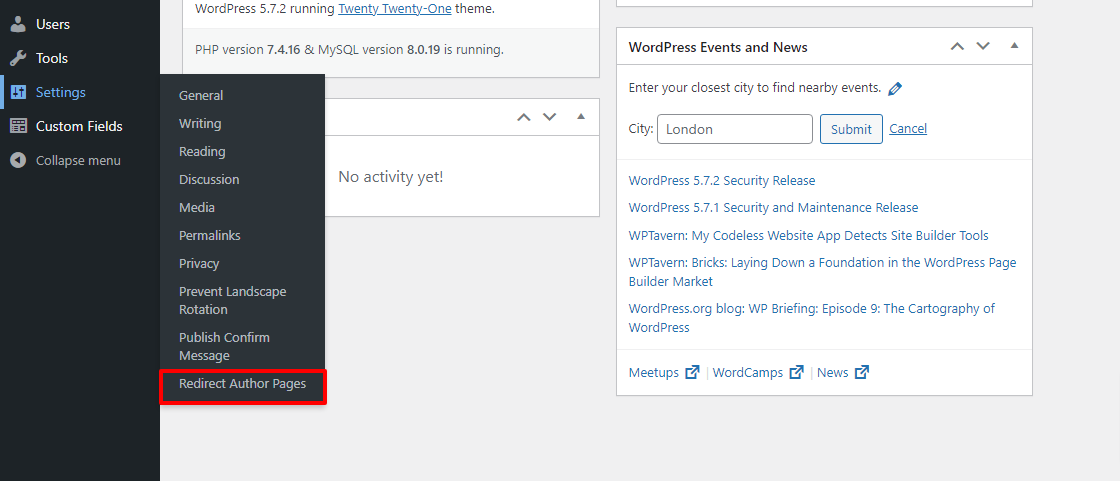 Users
Tools
Settings
Custom Fields
Collapse menu
General
Writing
Reading
Discussion
Media
Permalinks
Privacy
Prevent Landscape
Rotation
Publish Confirm
Message
Redirect Author Pages
WordPress 5.7.2 running Twenty Twenty-One theme.
PHP version 7.4.16 & MySQL version 8.0.19 is running.
No activity yet!
WordPress Events and News
Enter your closest city to find nearby events.
City: London Submit Cancel
WordPress 5.7.2 Security Release
WordPress 5.7.1 Security and Maintenance Release
WPTavern: My Codeless Website App Detects Site Builder Tools
WPTavern: Bricks: Laying Down a Foundation in the WordPress Page
Builder Market
WordPress.org blog: WP Briefing: Episode 9: The Cartography of
WordPress
Meetups | WordCamps | News